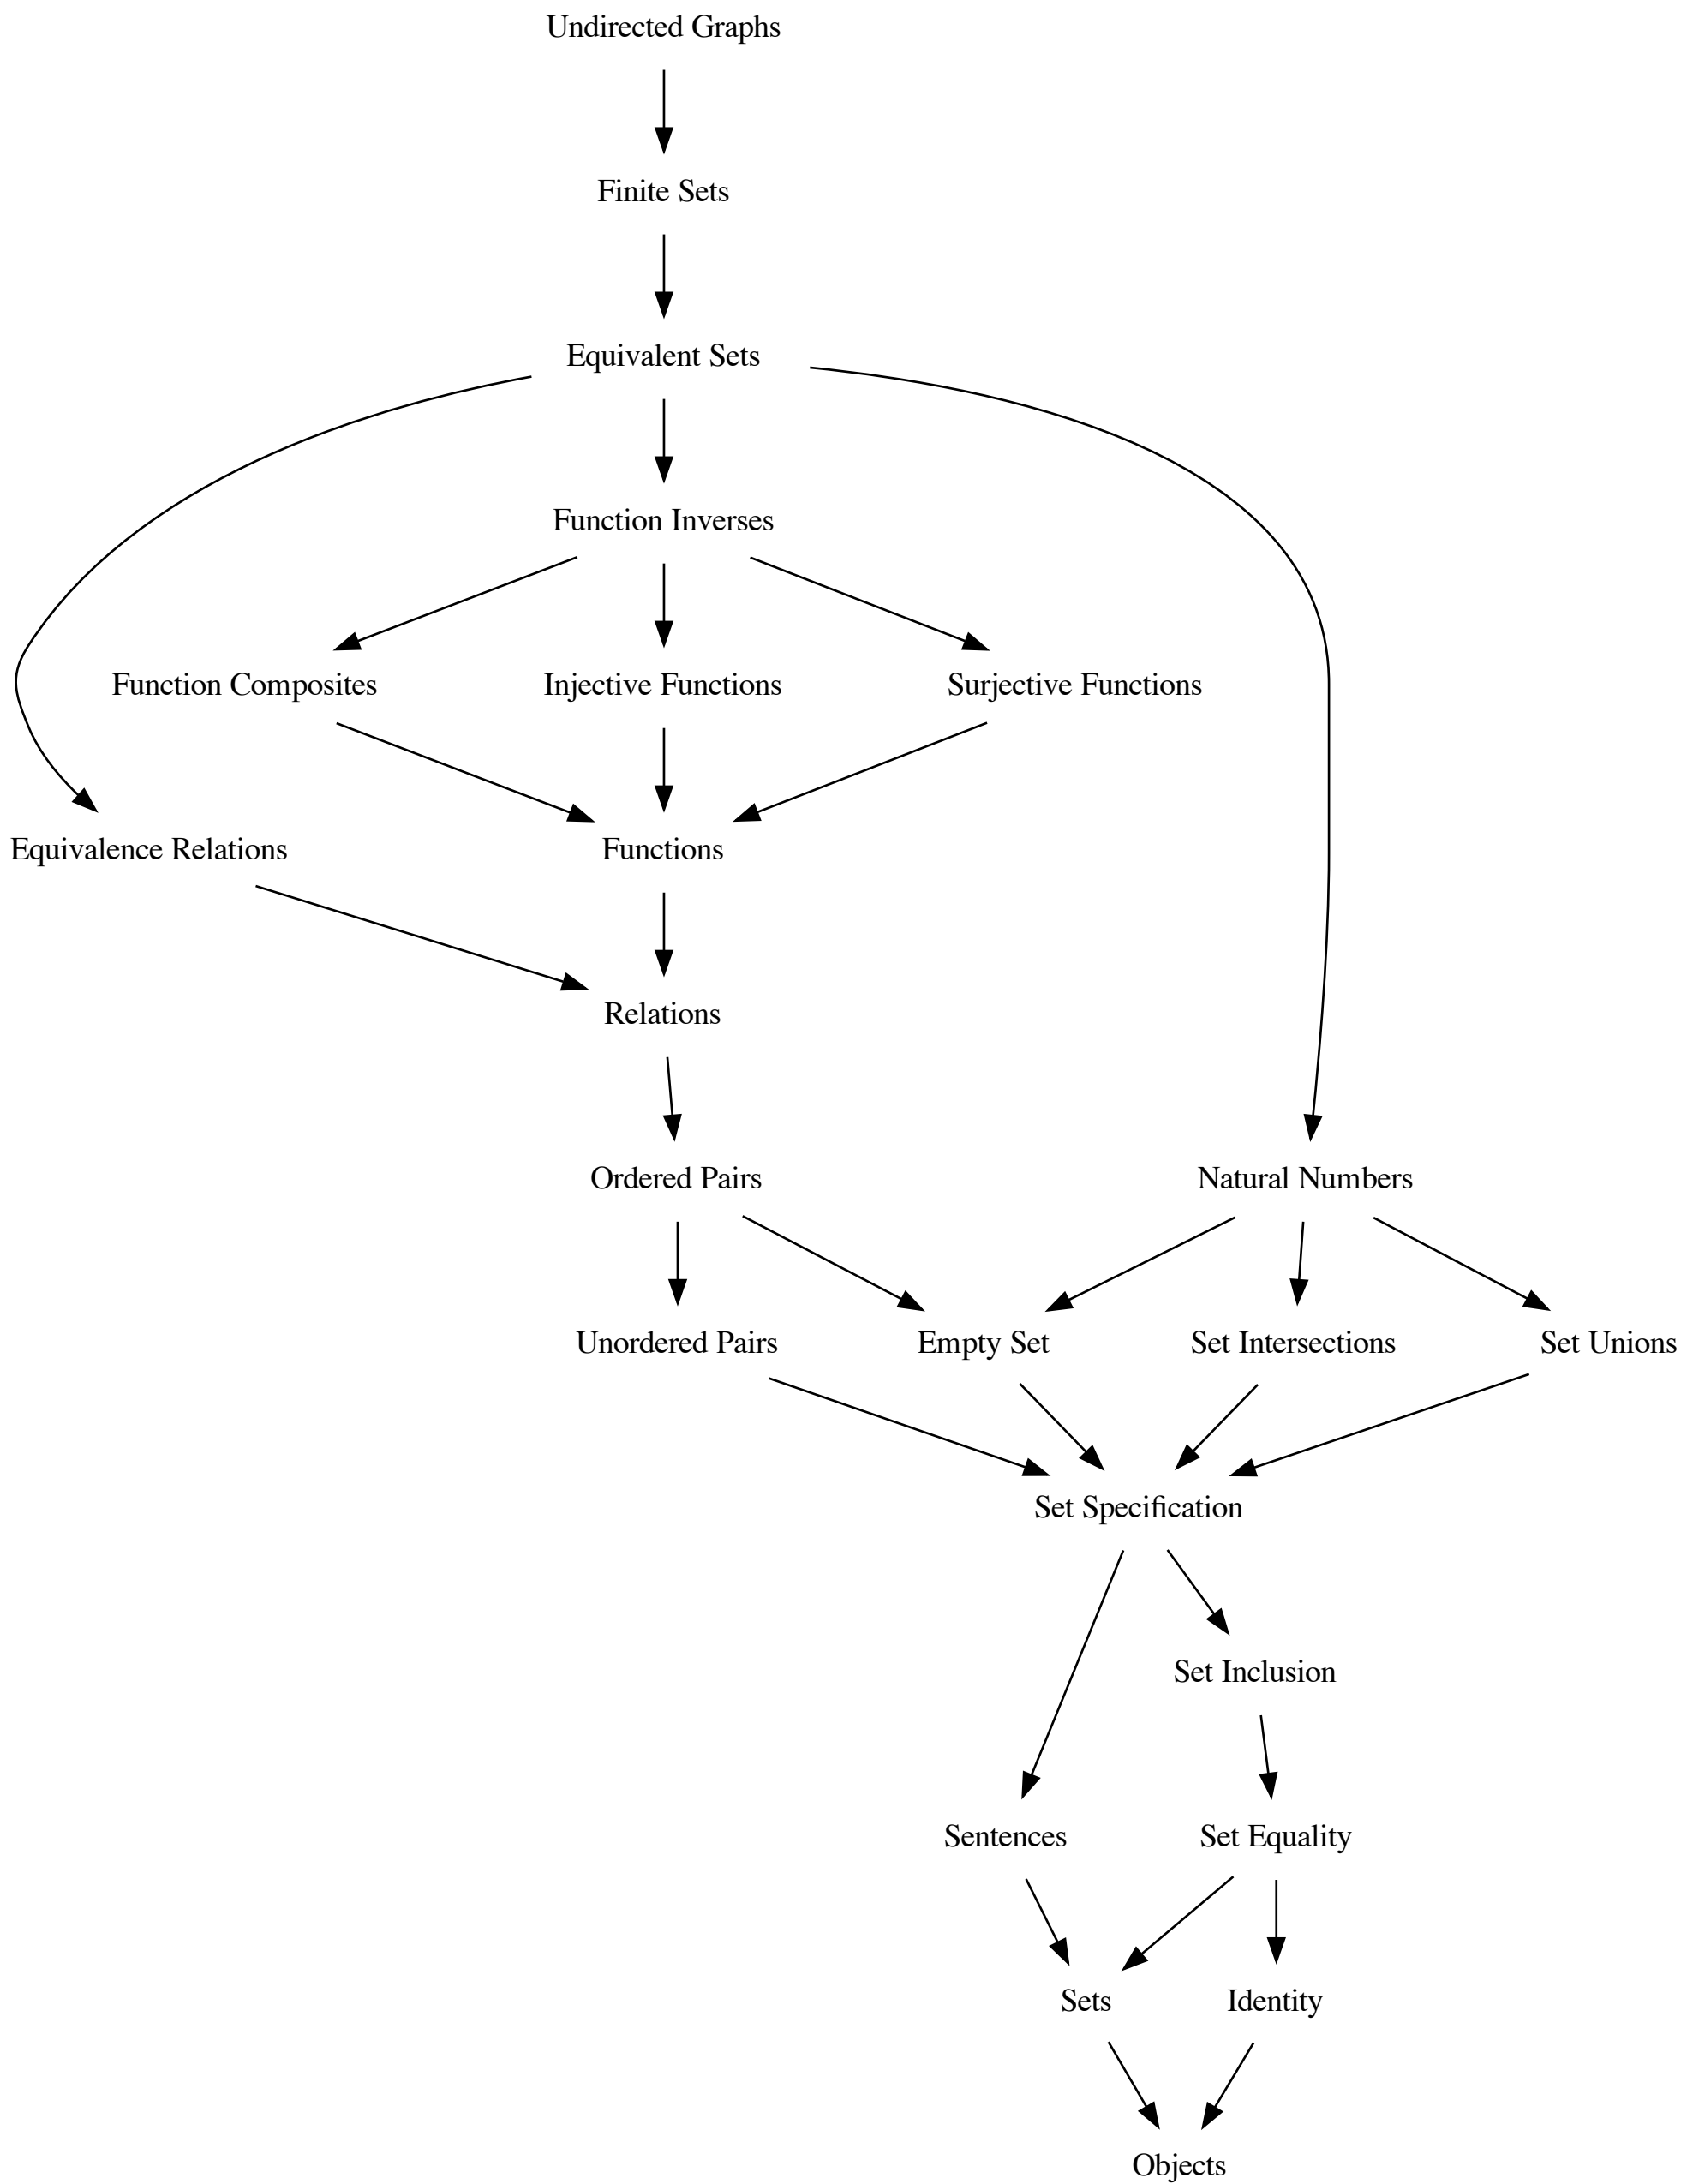 Undirected Graphs
Finite Sets
Equivalent Sets
Function Inverses
Function Composites
Injective Functions
Surjective Functions
Equivalence Relations
Functions
Relations
Ordered Pairs
Natural Numbers
Unordered Pairs
Empty Set
Set Intersections
Set Unions
Set Specification
Set Inclusion
Sentences
Set Equality
Sets
Identity
Objects